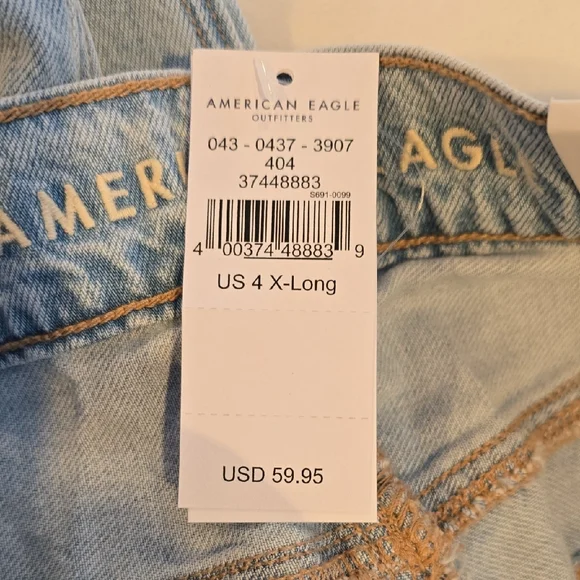 AMERICAN EAGLE
OUTFITTERS
043 - 0437 - 3907
404
37448883
S691-0099
4 00374 48883 9
US 4 X-Long
USD 59.95
AMERI EAGL